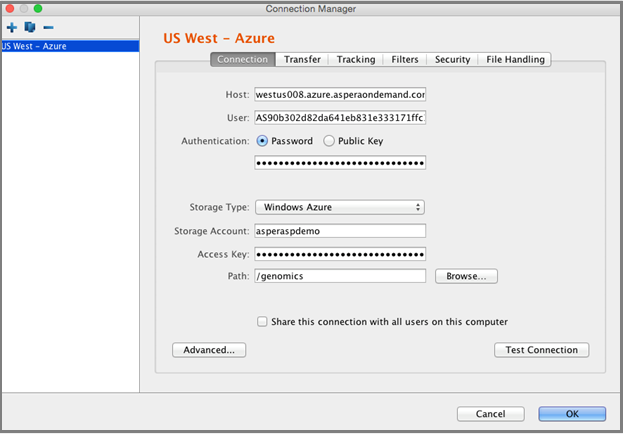 Connection Manager
US West - Azure
US West - Azure
Connection Transfer Tracking Filters Security File Handling
Host: westus008.azure.asperaondemand.cor
User: AS90b302d82da641eb831e333171ffc
Authentication: Password Public Key
••••••••••••••••••••••••••••••
Storage Type: Windows Azure
Storage Account: asperaspdemo
Access Key: ••••••••••••••••••••••••••••••
Path: /genomics Browse...
Share this connection with all users on this computer
Advanced... Test Connection
Cancel OK